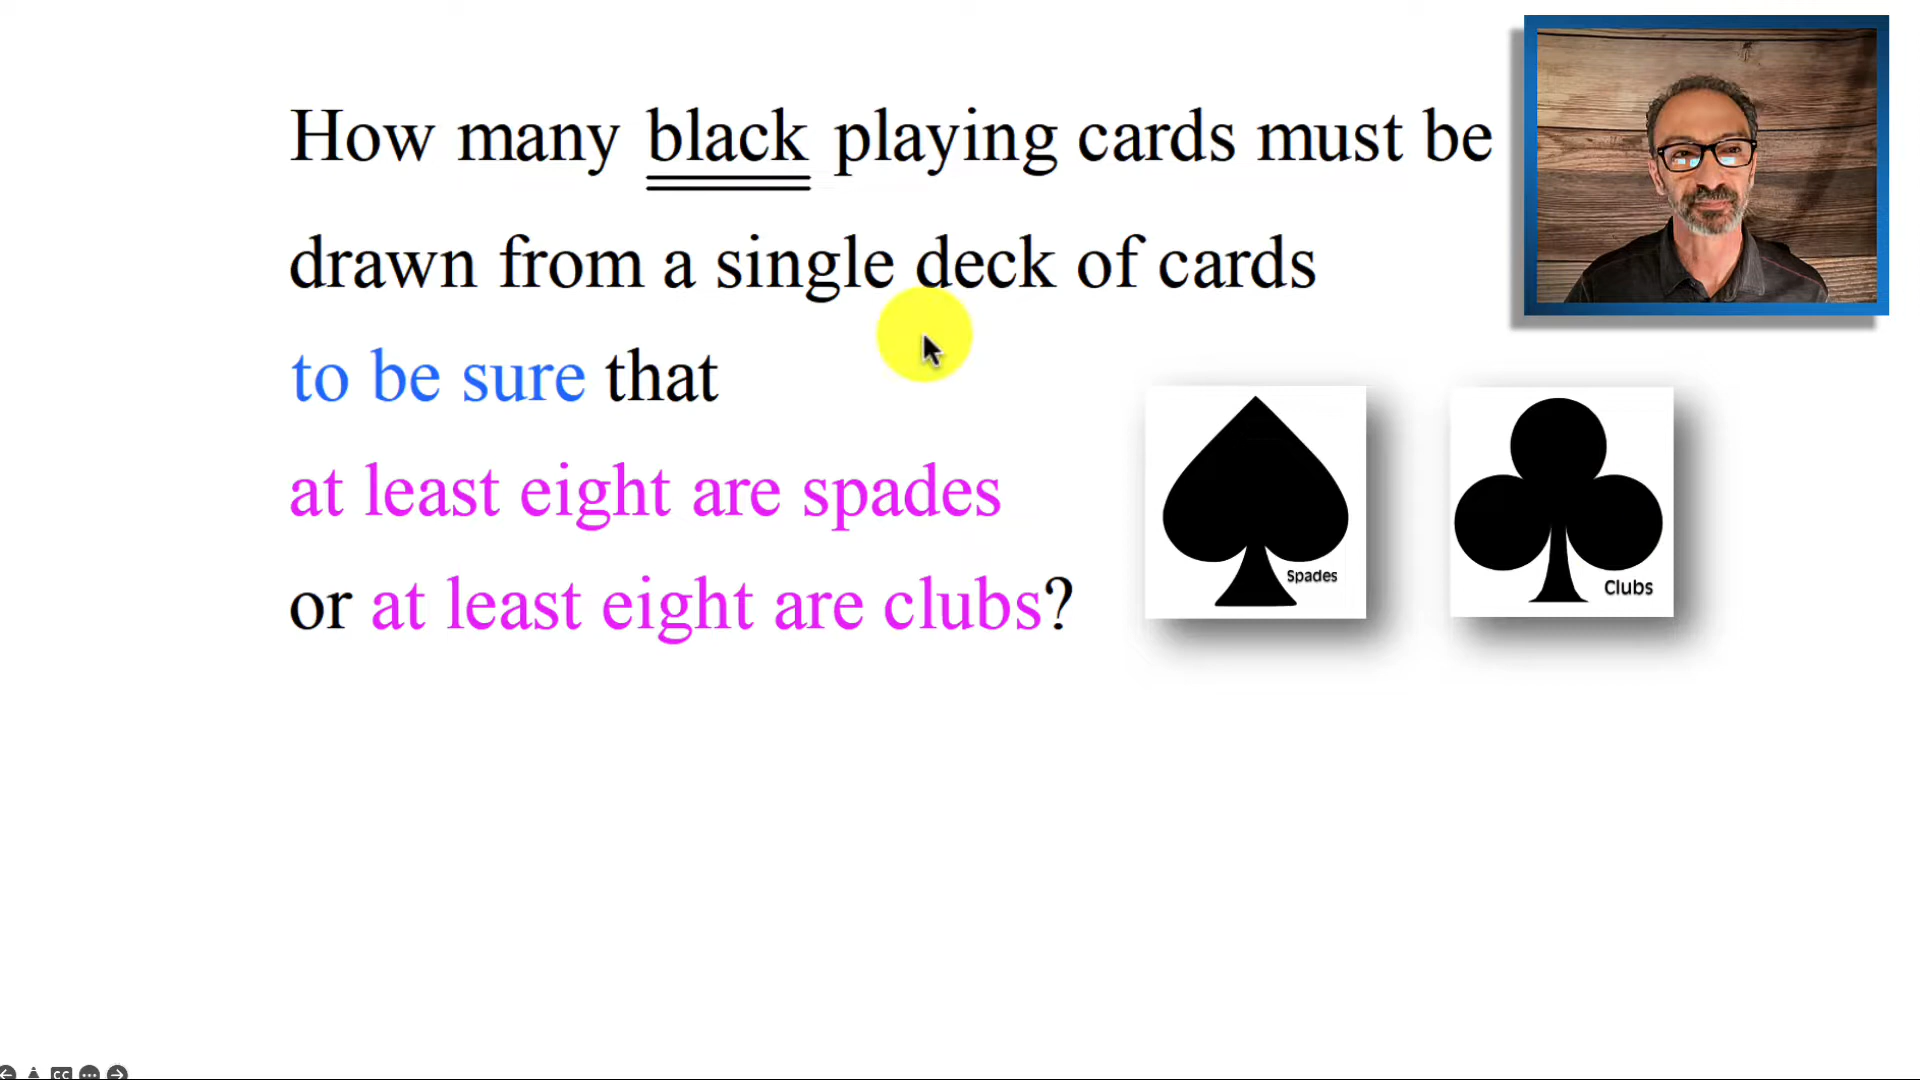 How many black playing cards must be
drawn from a single deck of cards
to be sure that
at least eight are spades
or at least eight are clubs?
Spades
Clubs
CC